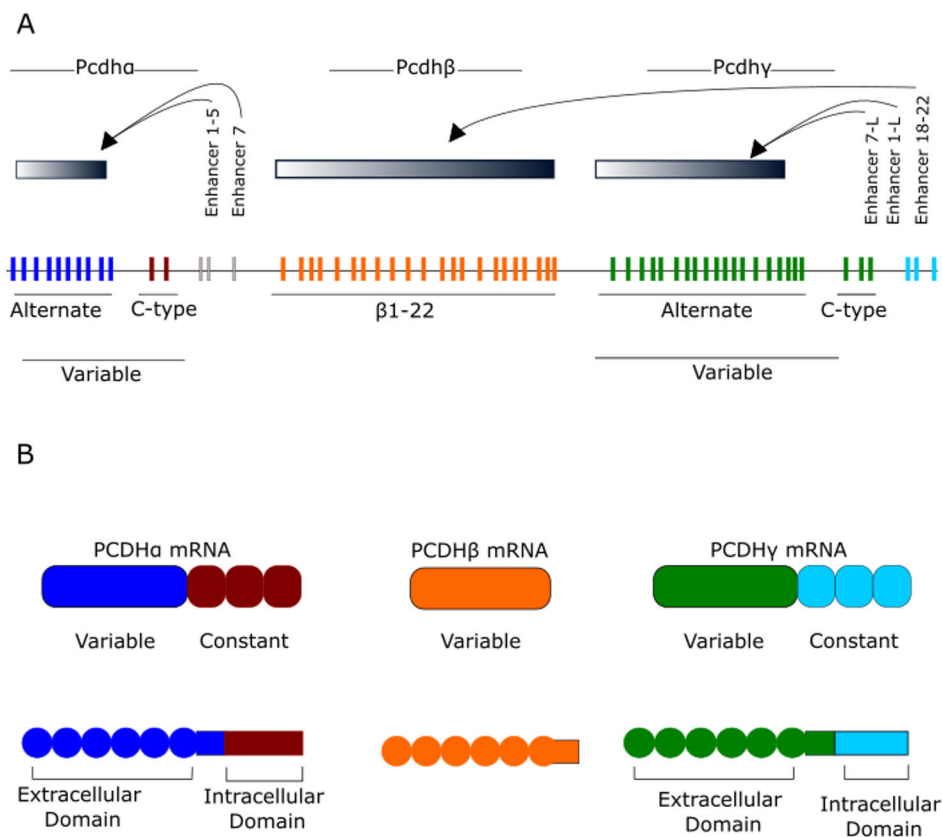 A
Pcdhα
Pcdhβ
Pcdhγ
Enhancer 1-5
Enhancer 7
Enhancer 7-L
Enhancer 1-L
Enhancer 18-22
Alternate
C-type
β1-22
Alternate
C-type
Variable
Variable
B
PCDHα mRNA
PCDHβ mRNA
PCDHγ mRNA
Variable
Constant
Variable
Variable
Constant
Extracellular
Domain
Intracellular
Domain
Extracellular
Domain
Intracellular
Domain